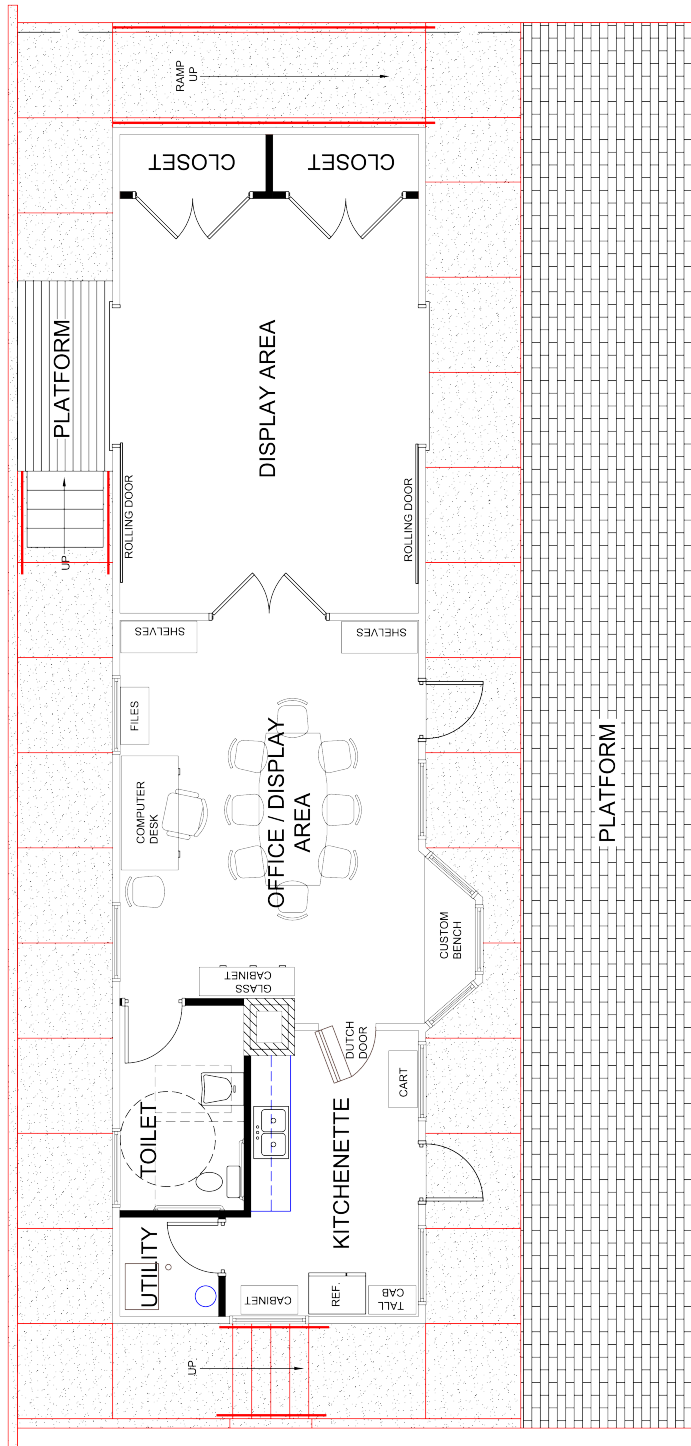 RAMP
UP
CLOSET
CLOSET
PLATFORM
DISPLAY AREA
ROLLING DOOR
ROLLING DOOR
UP
SHELVES
SHELVES
FILES
COMPUTER
DESK
OFFICE / DISPLAY
AREA
PLATFORM
CUSTOM
BENCH
GLASS
CABINET
DUTCH
DOOR
CART
TOILET
KITCHENETTE
UTILITY
CABINET
REF.
TALL
CAB
UP